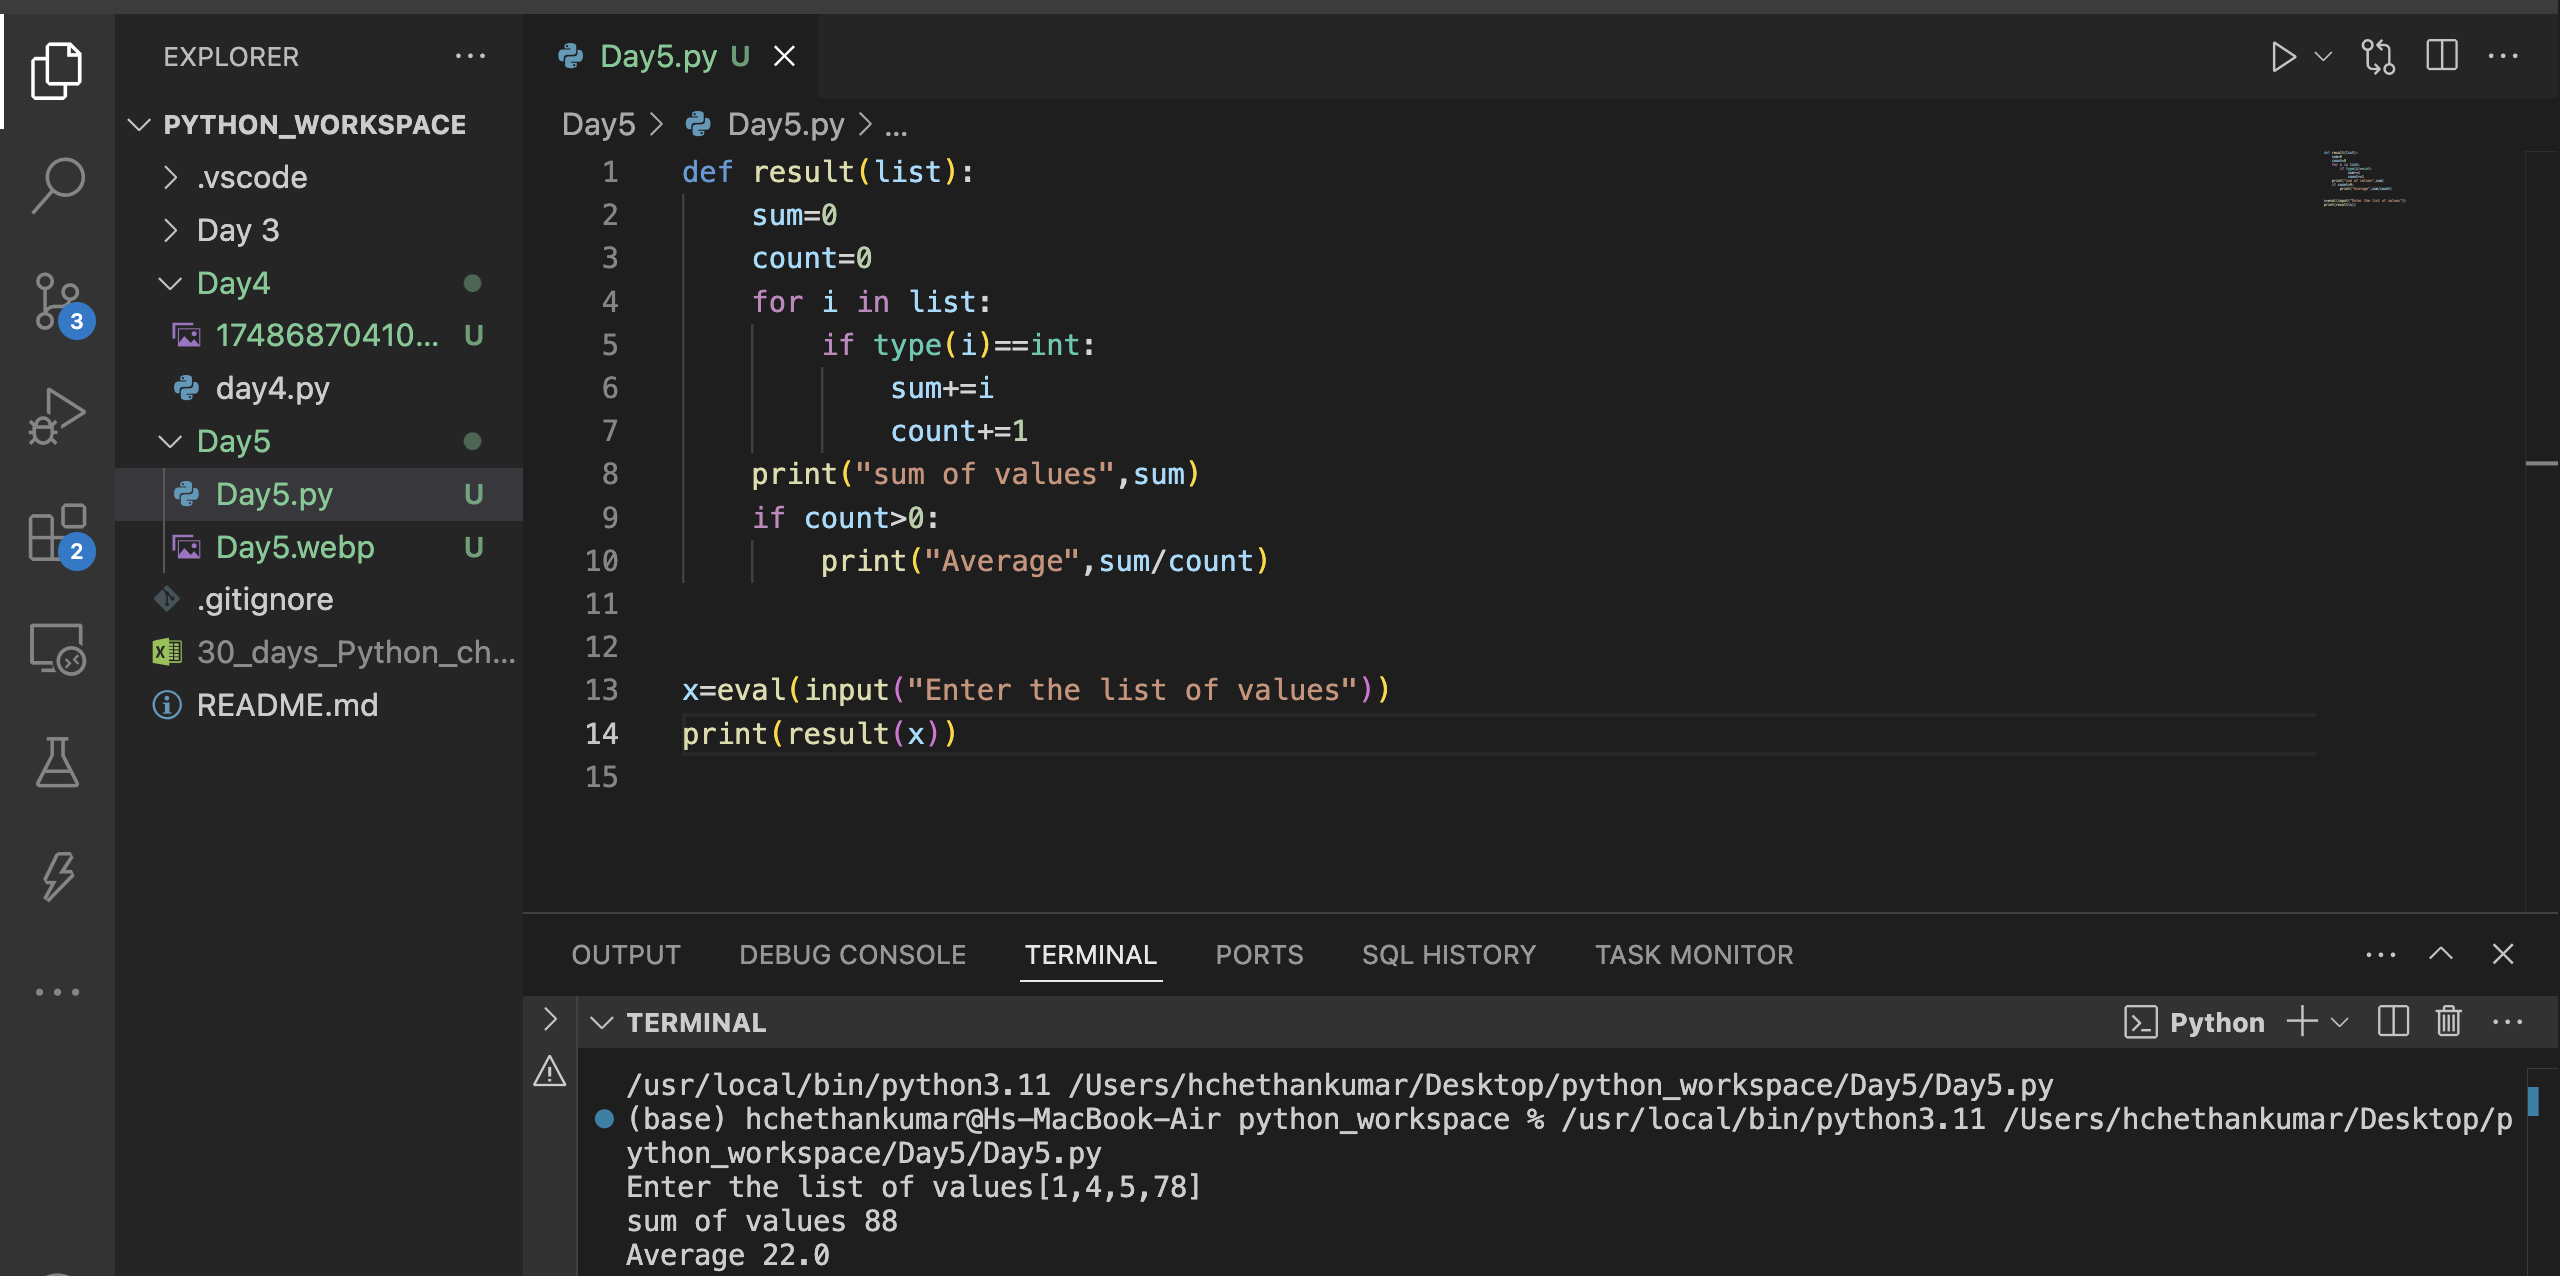 EXPLORER
PYTHON_WORKSPACE
.vscode
Day 3
Day4
17486870410... U
day4.py
Day5
Day5.py U
Day5.webp U
.gitignore
30_days_Python_ch...
README.md
3
2
Day5.py U
Day5 > Day5.py > ...
1 def result(list):
2 sum=0
3 count=0
4 for i in list:
5 if type(i)==int:
6 sum+=i
7 count+=1
8 print("sum of values",sum)
9 if count>0:
10 print("Average",sum/count)
11
12
13 x=eval(input("Enter the list of values"))
14 print(result(x))
15
OUTPUT DEBUG CONSOLE TERMINAL PORTS SQL HISTORY TASK MONITOR
TERMINAL Python
/usr/local/bin/python3.11 /Users/hchethankumar/Desktop/python_workspace/Day5/Day5.py
(base) hchethankumar@Hs-MacBook-Air python_workspace % /usr/local/bin/python3.11 /Users/hchethankumar/Desktop/p
ython_workspace/Day5/Day5.py
Enter the list of values[1,4,5,78]
sum of values 88
Average 22.0